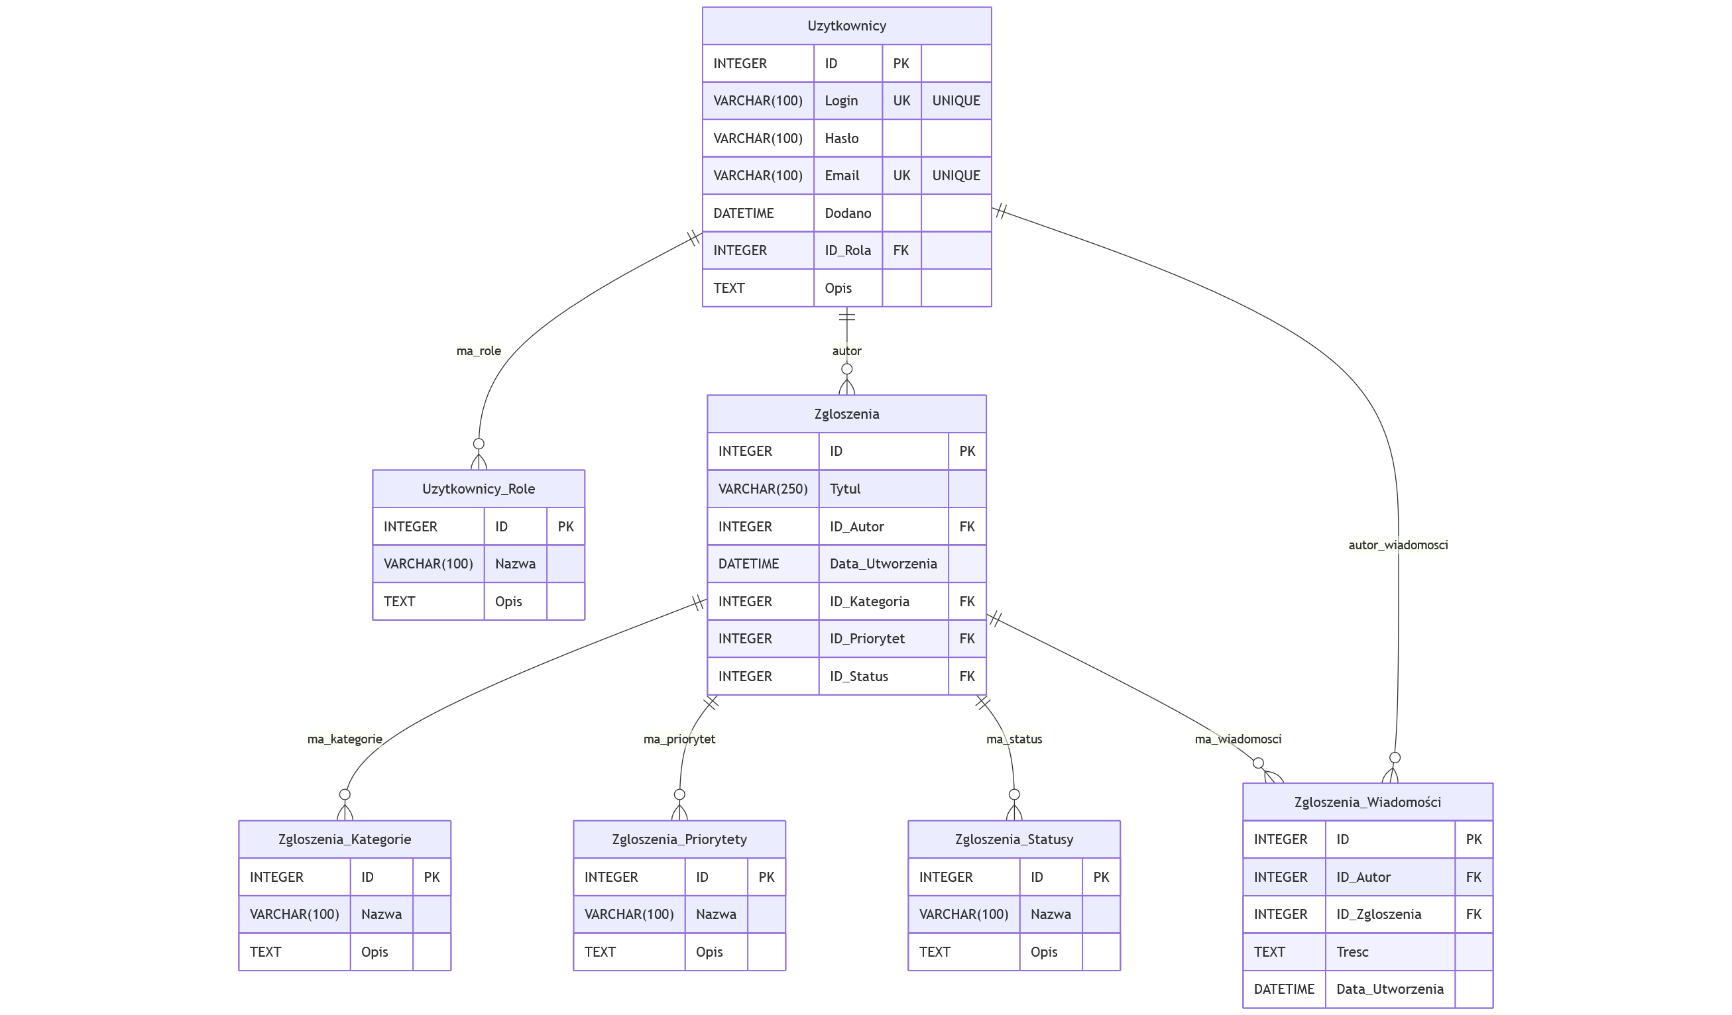 Uzytkownicy
INTEGER ID PK
VARCHAR(100) Login UK UNIQUE
VARCHAR(100) Hasło
VARCHAR(100) Email UK UNIQUE
DATETIME Dodano
INTEGER ID_Rola FK
TEXT Opis
ma_role
autor
autor_wiadomosci
Uzytkownicy_Role
INTEGER ID PK
VARCHAR(100) Nazwa
TEXT Opis
Zgloszenia
INTEGER ID PK
VARCHAR(250) Tytul
INTEGER ID_Autor FK
DATETIME Data_Utworzenia
INTEGER ID_Kategoria FK
INTEGER ID_Priorytet FK
INTEGER ID_Status FK
ma_kategorie
ma_priorytet
ma_status
ma_wiadomosci
Zgloszenia_Kategorie
INTEGER ID PK
VARCHAR(100) Nazwa
TEXT Opis
Zgloszenia_Priorytety
INTEGER ID PK
VARCHAR(100) Nazwa
TEXT Opis
Zgloszenia_Statusy
INTEGER ID PK
VARCHAR(100) Nazwa
TEXT Opis
Zgloszenia_Wiadomości
INTEGER ID PK
INTEGER ID_Autor FK
INTEGER ID_Zgloszenia FK
TEXT Tresc
DATETIME Data_Utworzenia